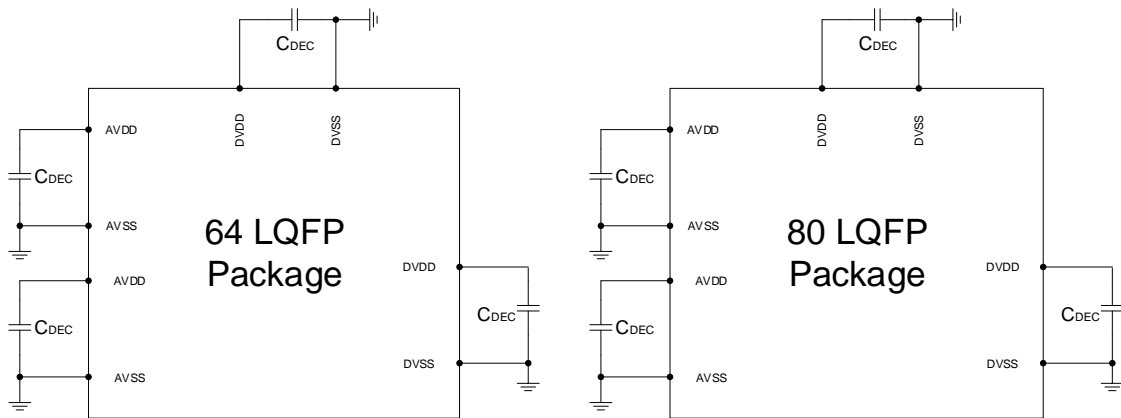 CDEC
CDEC
DVDD
DVSS
DVDD
DVSS
AVDD
AVDD
CDEC
CDEC
AVSS
AVSS
64 LQFP
Package
80 LQFP
Package
DVDD
DVDD
AVDD
AVDD
CDEC
CDEC
CDEC
CDEC
DVSS
DVSS
AVSS
AVSS